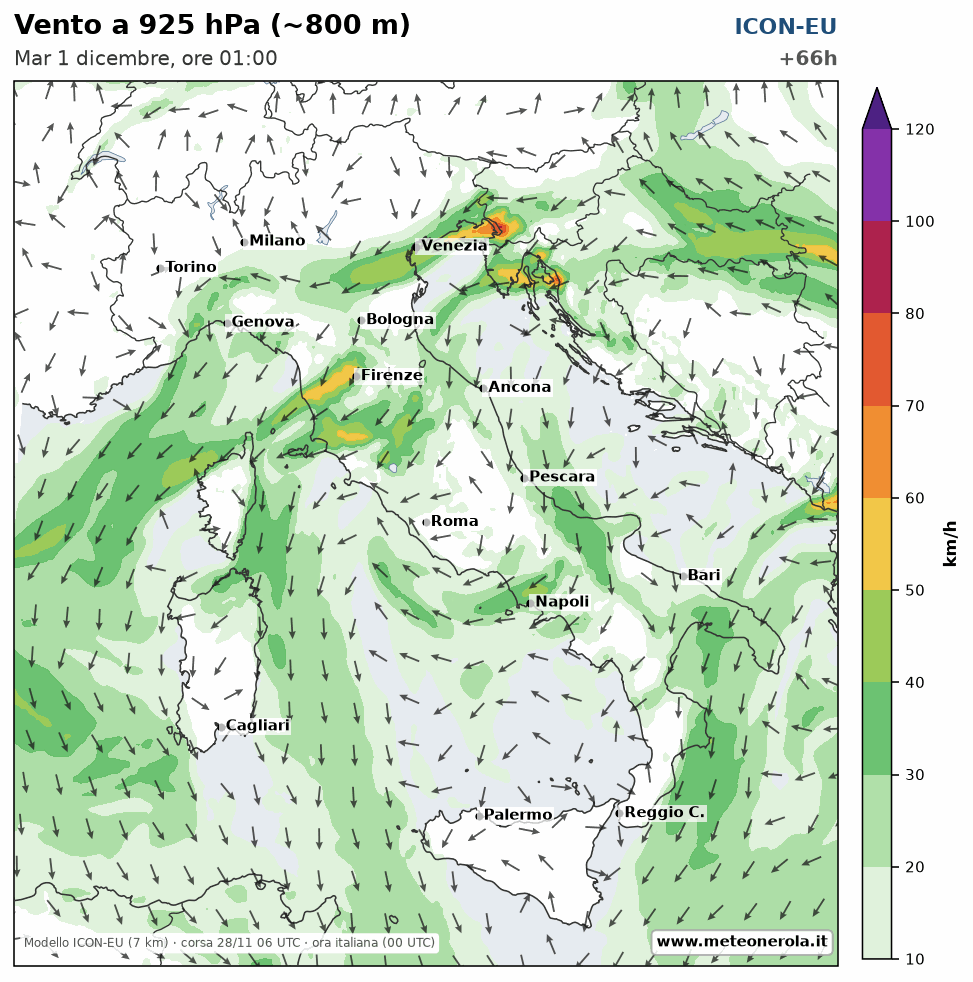 Vento a 925 hPa (~800 m)
ICON-EU
Mar 1 dicembre, ore 01:00
+66h
120
100
80
70
60
50
40
30
20
10
km/h
Milano
Venezia
Torino
Genova
Bologna
Firenze
Ancona
Pescara
Roma
Bari
Napoli
Cagliari
Palermo
Reggio C.
Modello ICON-EU (7 km) · corsa 28/11 06 UTC · ora italiana (00 UTC)
www.meteonerola.it